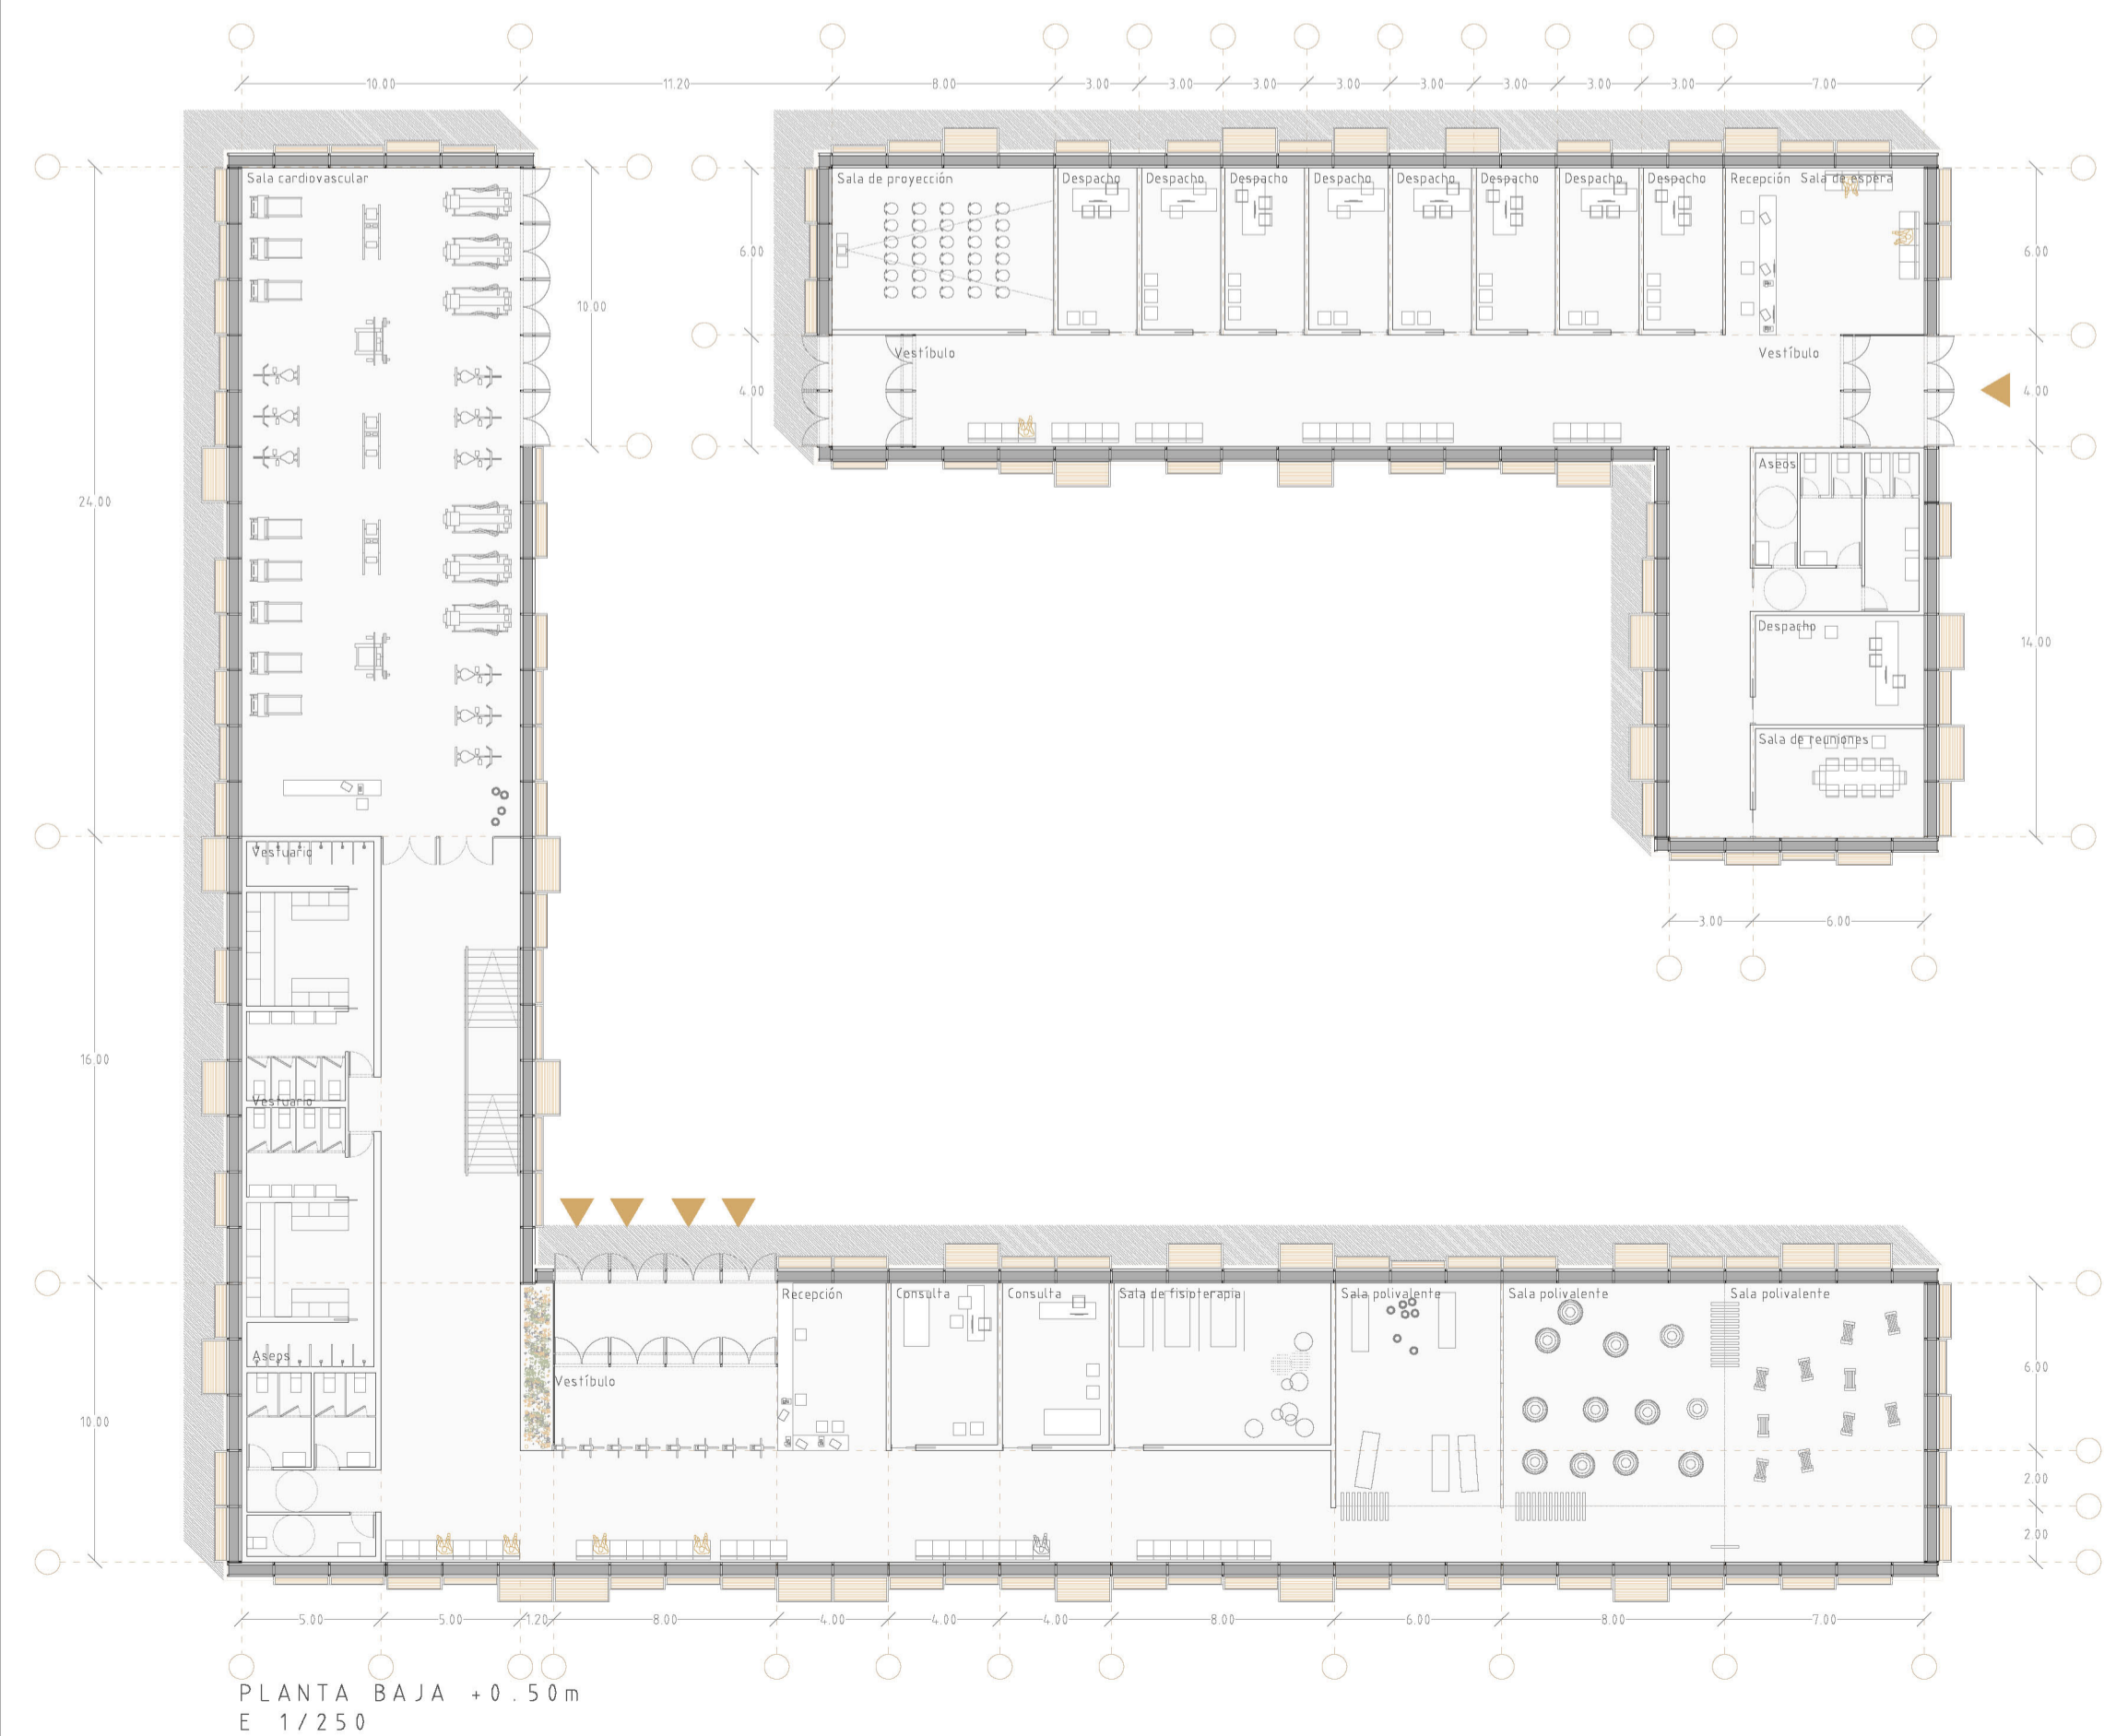 10.00 11.20 8.00 3.00 3.00 3.00 3.00 3.00 3.00 3.00 3.00 7.00
Sala cardiovascular
Sala de proyección
Despacho
Despacho
Despacho
Despacho
Despacho
Despacho
Despacho
Despacho
Recepción
Sala de espera
6.00
10.00
6.00
Vestíbulo
Vestíbulo
4.00
4.00
Aseos
24.00
Despacho
14.00
Sala de reuniones
Vestuario
3.00 6.00
16.00
Vestuario
Recepción
Consulta
Consulta
Sala de fisioterapia
Sala polivalente
Sala polivalente
Sala polivalente
Aseos
6.00
Vestíbulo
10.00
2.00
2.00
5.00 5.00 1.20 8.00 4.00 4.00 4.00 8.00 6.00 8.00 7.00
PLANTA BAJA +0.50m
E 1/250